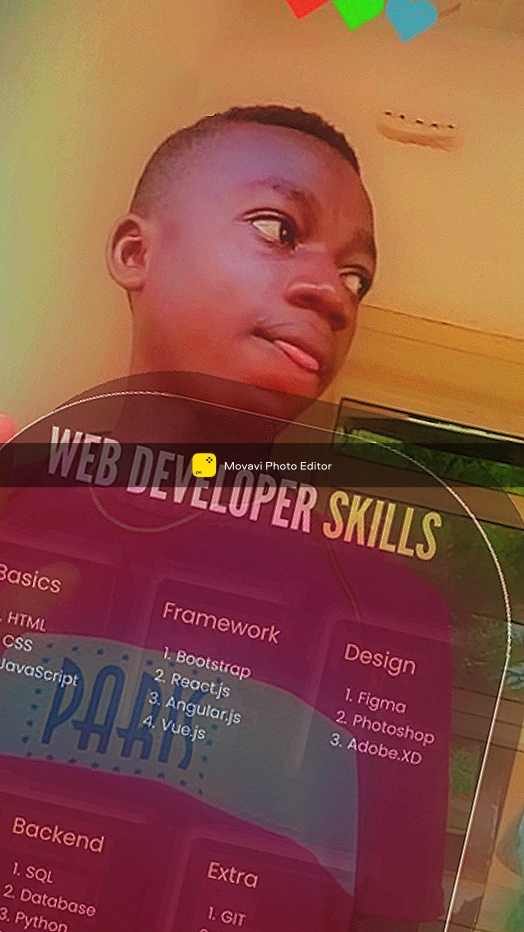 Movavi Photo Editor
WEB DEVELOPER SKILLS
Basics
HTML
CSS
JavaScript
Framework
1. Bootstrap
2. React.js
3. Angular.js
4. Vue.js
Design
1. Figma
2. Photoshop
3. Adobe.XD
PARIS
Backend
1. SQL
2. Database
3. Python
Extra
1. GIT